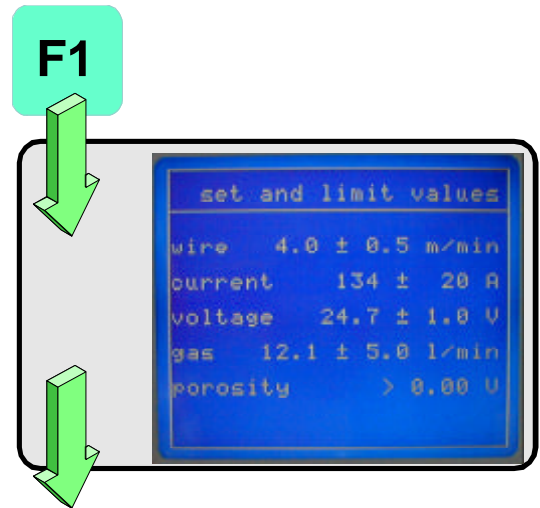 F1
set and limit values
wire 4.0 ± 0.5 m/min
current 134 ± 20 A
voltage 24.7 ± 1.0 V
gas 12.1 ± 5.0 l/min
porosity > 0.00 V